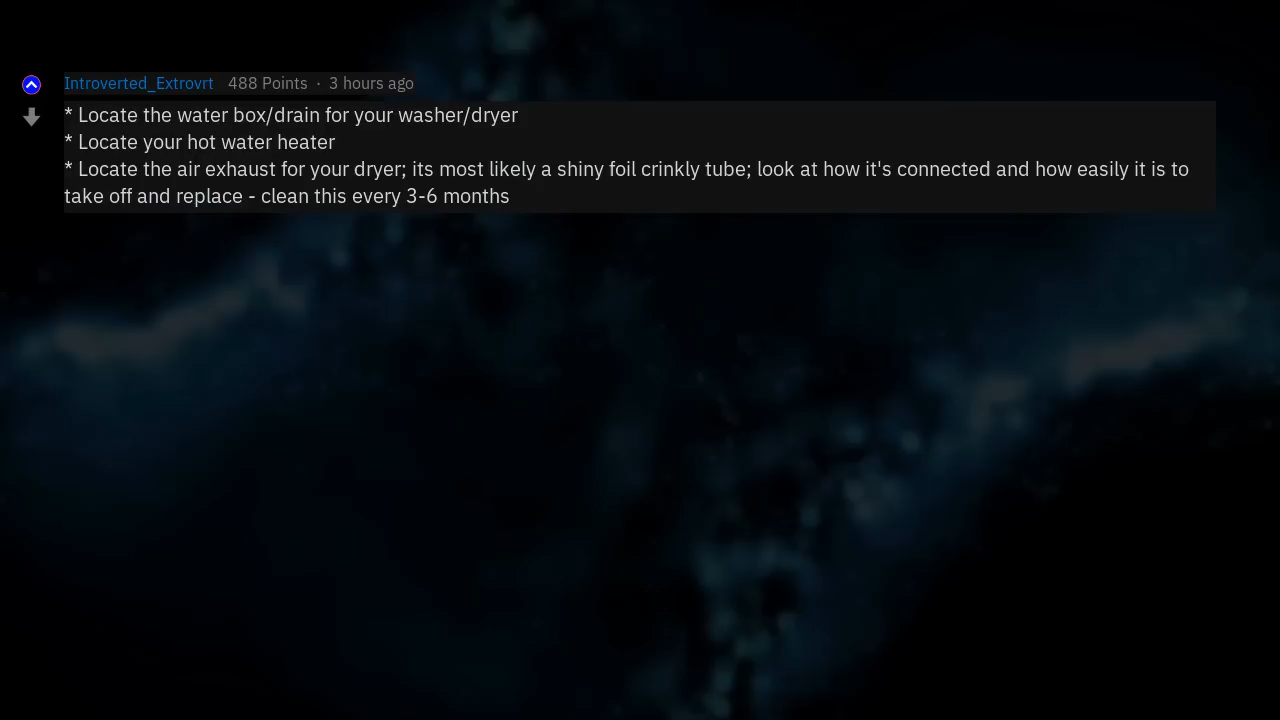 Introverted_Extrovrt 488 Points · 3 hours ago
* Locate the water box/drain for your washer/dryer
* Locate your hot water heater
* Locate the air exhaust for your dryer; its most likely a shiny foil crinkly tube; look at how it's connected and how easily it is to
take off and replace - clean this every 3-6 months